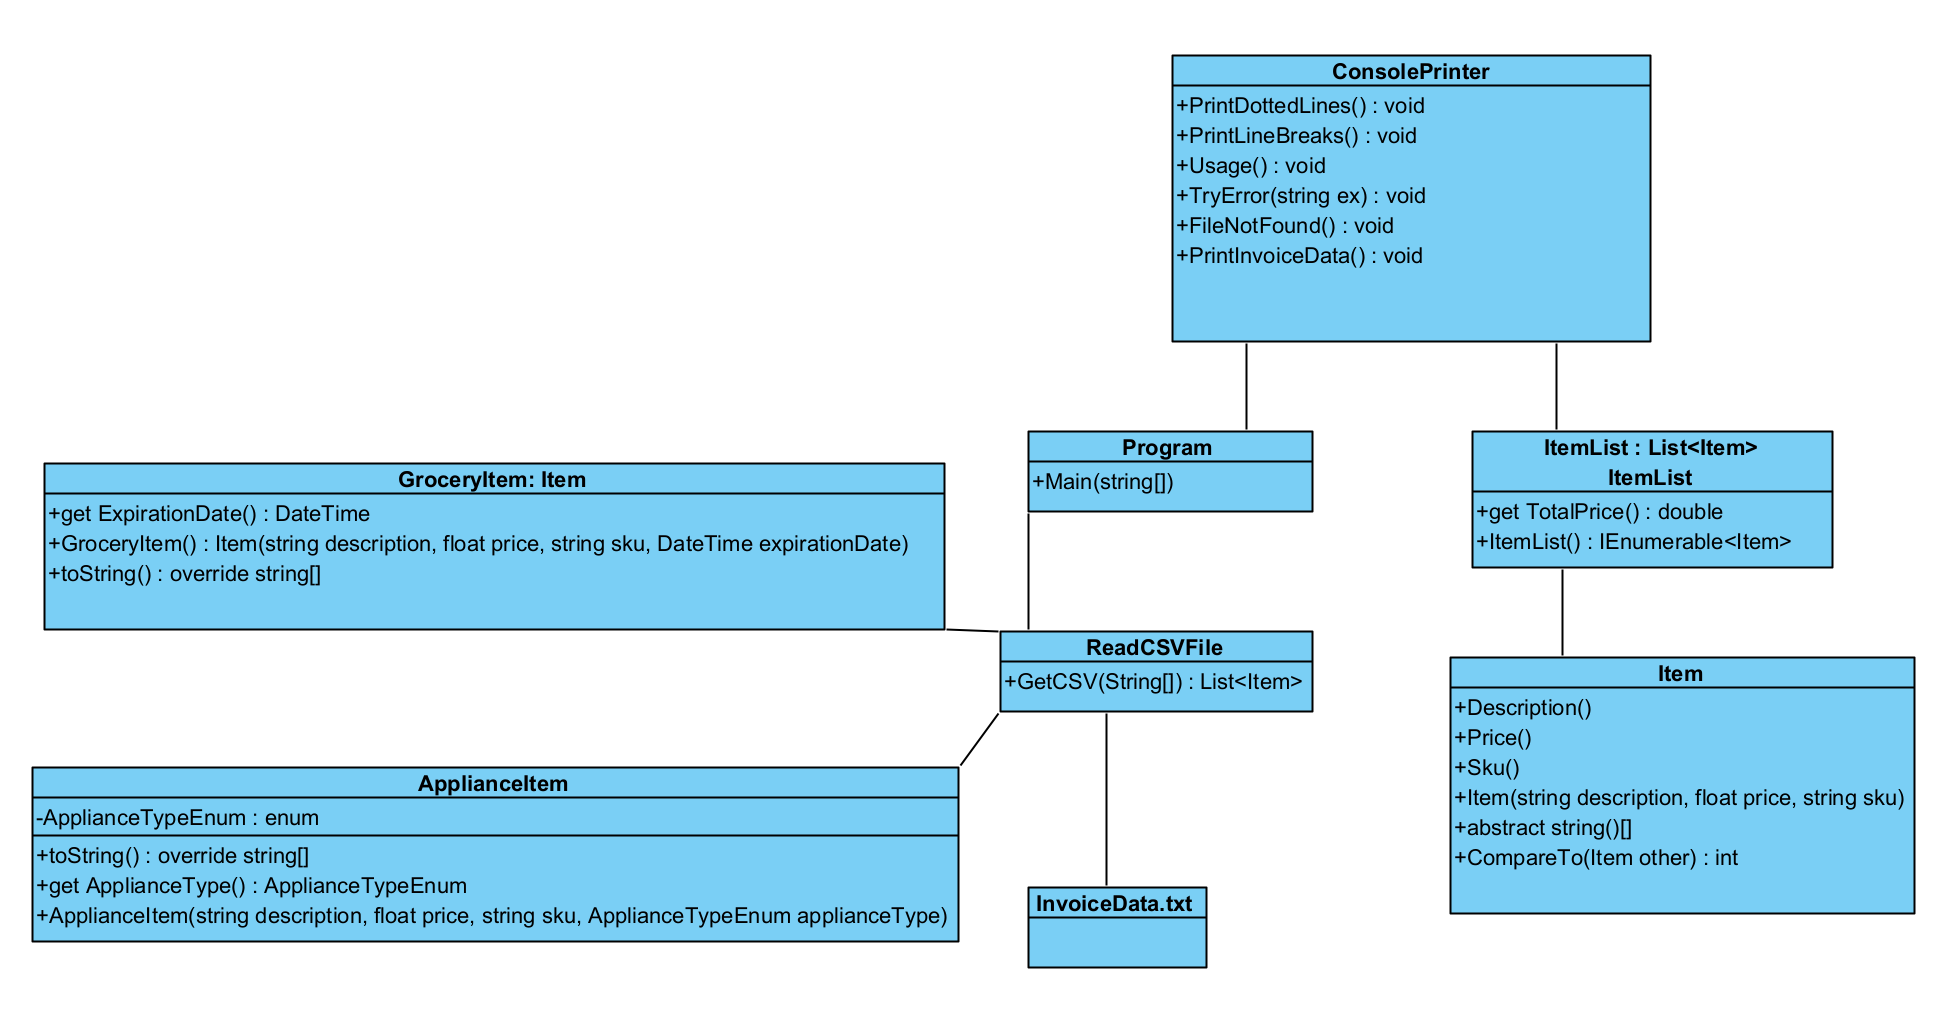 ConsolePrinter
+PrintDottedLines() : void
+PrintLineBreaks() : void
+Usage() : void
+TryError(string ex) : void
+FileNotFound() : void
+PrintInvoiceData() : void
Program
+Main(string[])
ItemList : List<Item>
ItemList
+get TotalPrice() : double
+ItemList() : IEnumerable<Item>
GroceryItem: Item
+get ExpirationDate() : DateTime
+GroceryItem() : Item(string description, float price, string sku, DateTime expirationDate)
+toString() : override string[]
ReadCSVFile
+GetCSV(String[]) : List<Item>
Item
+Description()
+Price()
+Sku()
+Item(string description, float price, string sku)
+abstract string()[]
+CompareTo(Item other) : int
ApplianceItem
-ApplianceTypeEnum : enum
+toString() : override string[]
+get ApplianceType() : ApplianceTypeEnum
+ApplianceItem(string description, float price, string sku, ApplianceTypeEnum applianceType)
InvoiceData.txt